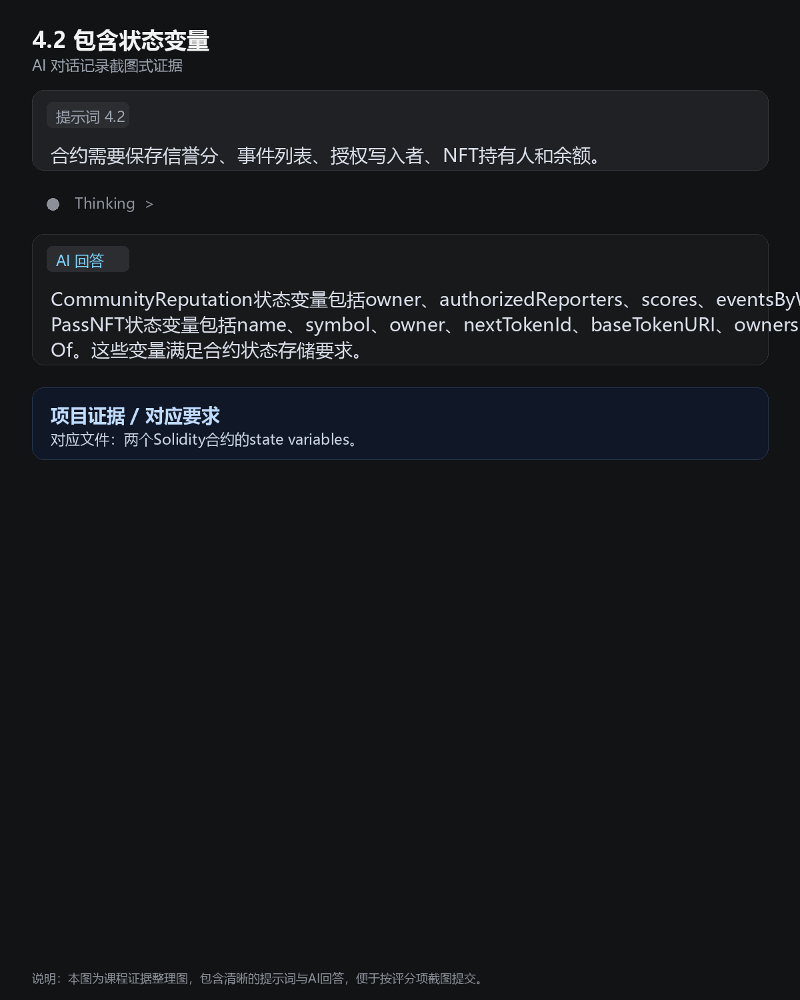 4.2 包含状态变量
AI 对话记录截图式证据
提示词 4.2
合约需要保存信誉分、事件列表、授权写入者、NFT持有人和余额。
Thinking >
AI 回答
CommunityReputation状态变量包括owner、authorizedReporters、scores、eventsBy
PassNFT状态变量包括name、symbol、owner、nextTokenId、baseTokenURI、owners
Of。这些变量满足合约状态存储要求。
项目证据 / 对应要求
对应文件：两个Solidity合约的state variables。
说明：本图为课程证据整理图，包含清晰的提示词与AI回答，便于按评分项截图提交。